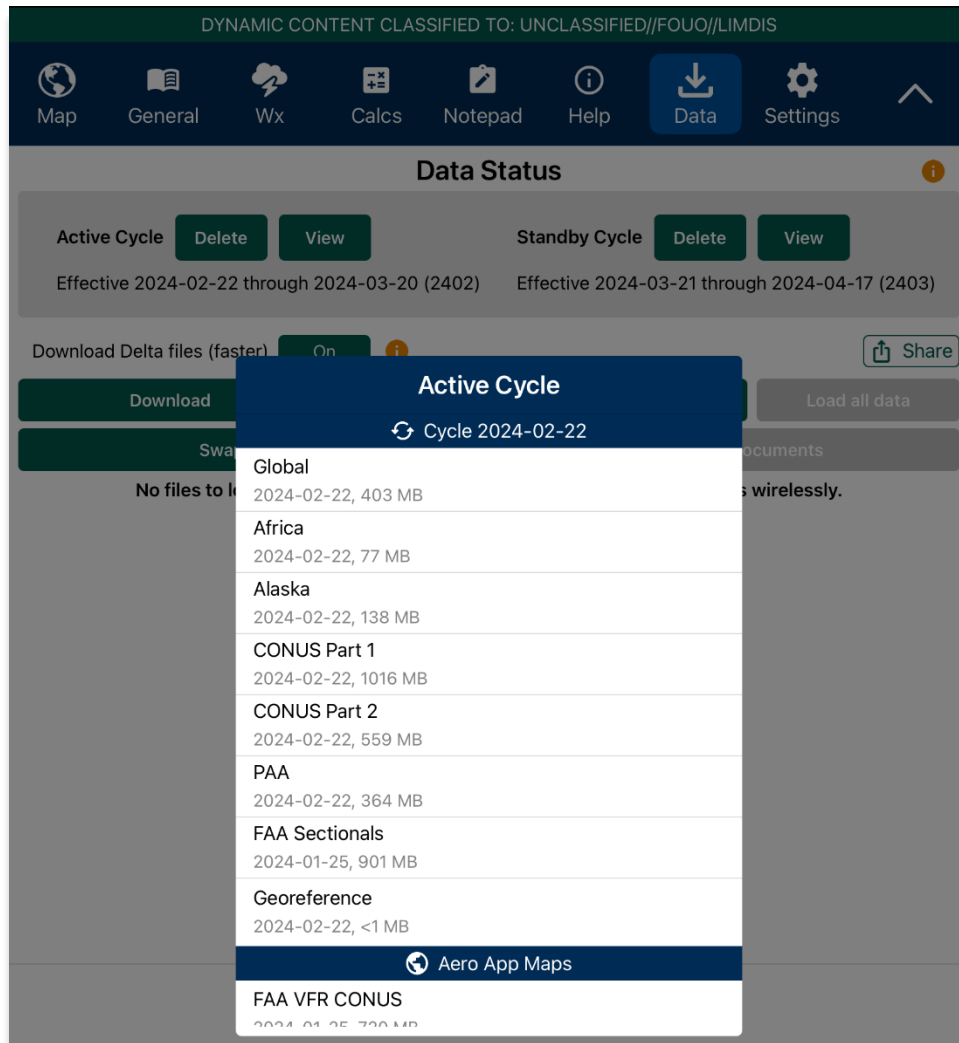 DYNAMIC CONTENT CLASSIFIED TO: UNCLASSIFIED//FOUO//LIMDIS
Map General Wx Calcs Notepad Help Data Settings
Data Status
Active Cycle Delete View Standby Cycle Delete View
Effective 2024-02-22 through 2024-03-20 (2402) Effective 2024-03-21 through 2024-04-17 (2403)
Download Delta files (faster) On Share
Download Load all data
No files to wirelessly.
Active Cycle
Cycle 2024-02-22
Global
2024-02-22, 403 MB
Africa
2024-02-22, 77 MB
Alaska
2024-02-22, 138 MB
CONUS Part 1
2024-02-22, 1016 MB
CONUS Part 2
2024-02-22, 559 MB
PAA
2024-02-22, 364 MB
FAA Sectionals
2024-01-25, 901 MB
Georeference
2024-02-22, <1 MB
Aero App Maps
FAA VFR CONUS